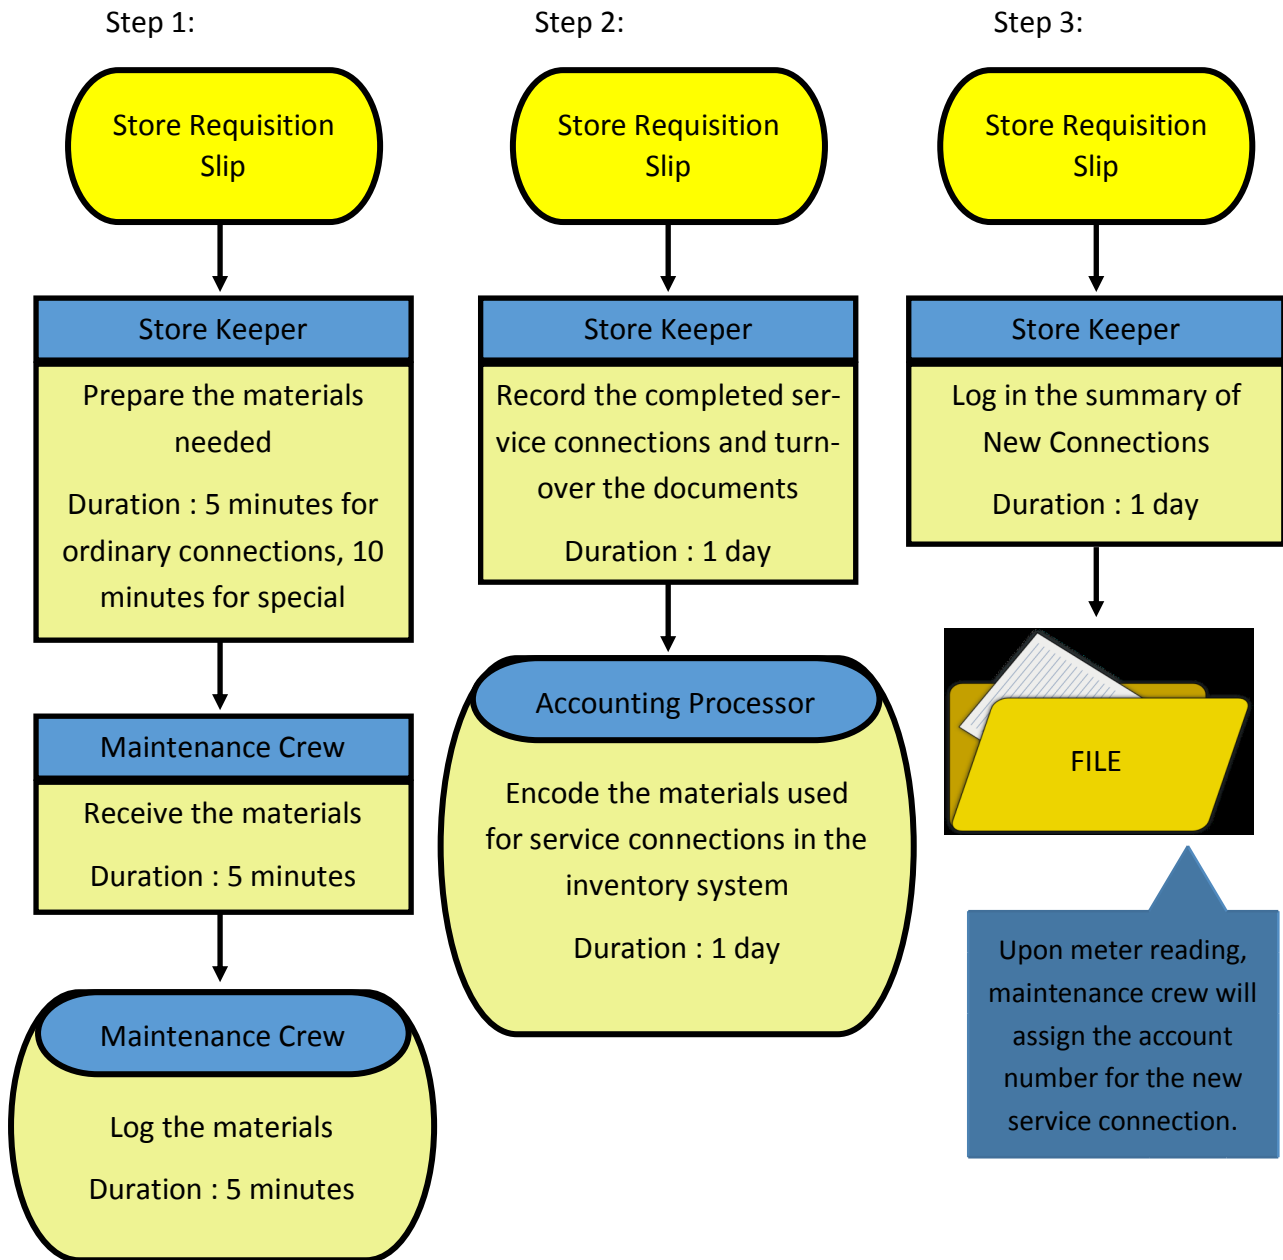 Step 1:
Store Requisition
Slip
Store Keeper
Prepare the materials
needed
Duration : 5 minutes for
ordinary connections, 10
minutes for special
Maintenance Crew
Receive the materials
Duration : 5 minutes
Maintenance Crew
Log the materials
Duration : 5 minutes
Step 2:
Store Requisition
Slip
Store Keeper
Record the completed ser-
vice connections and turn-
over the documents
Duration : 1 day
Accounting Processor
Encode the materials used
for service connections in the
inventory system
Duration : 1 day
Step 3:
Store Requisition
Slip
Store Keeper
Log in the summary of
New Connections
Duration : 1 day
FILE
Upon meter reading,
maintenance crew will
assign the account
number for the new
service connection.